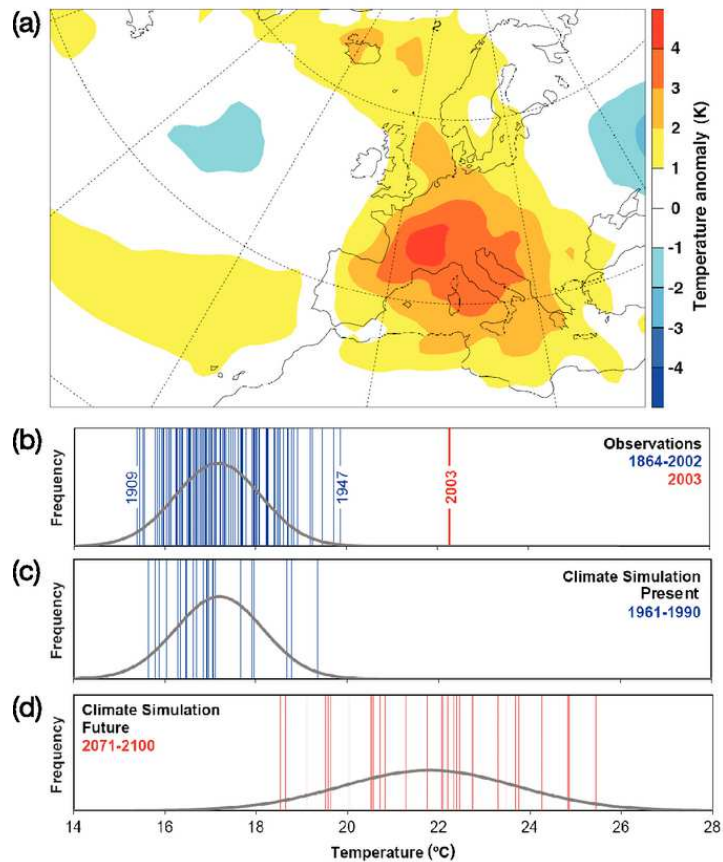 (a)
4
3
2
1
0
-1
-2
-3
-4
Temperature anomaly (K)
(b)
Frequency
1909
1947
2003
Observations
1864-2002
2003
(c)
Frequency
Climate Simulation
Present
1961-1990
(d)
Frequency
Climate Simulation
Future
2071-2100
14
16
18
20
22
24
26
28
Temperature (ºC)